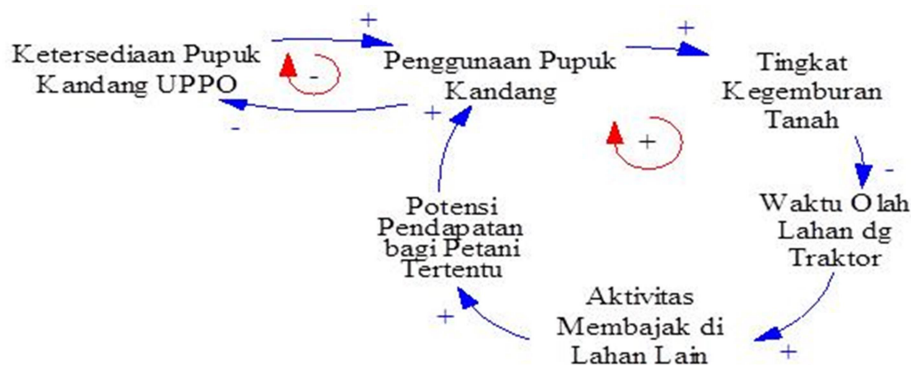 Ketersediaan Pupuk
Kandang UPPO
+
-
-
Penggunaan Pupuk
Kandang
+
+
+
Tingkat
Kegemburan
Tanah
-
Waktu Olah
Lahan dg
Traktor
+
Aktivitas
Membajak di
Lahan Lain
+
Potensi
Pendapatan
bagi Petani
Tertentu